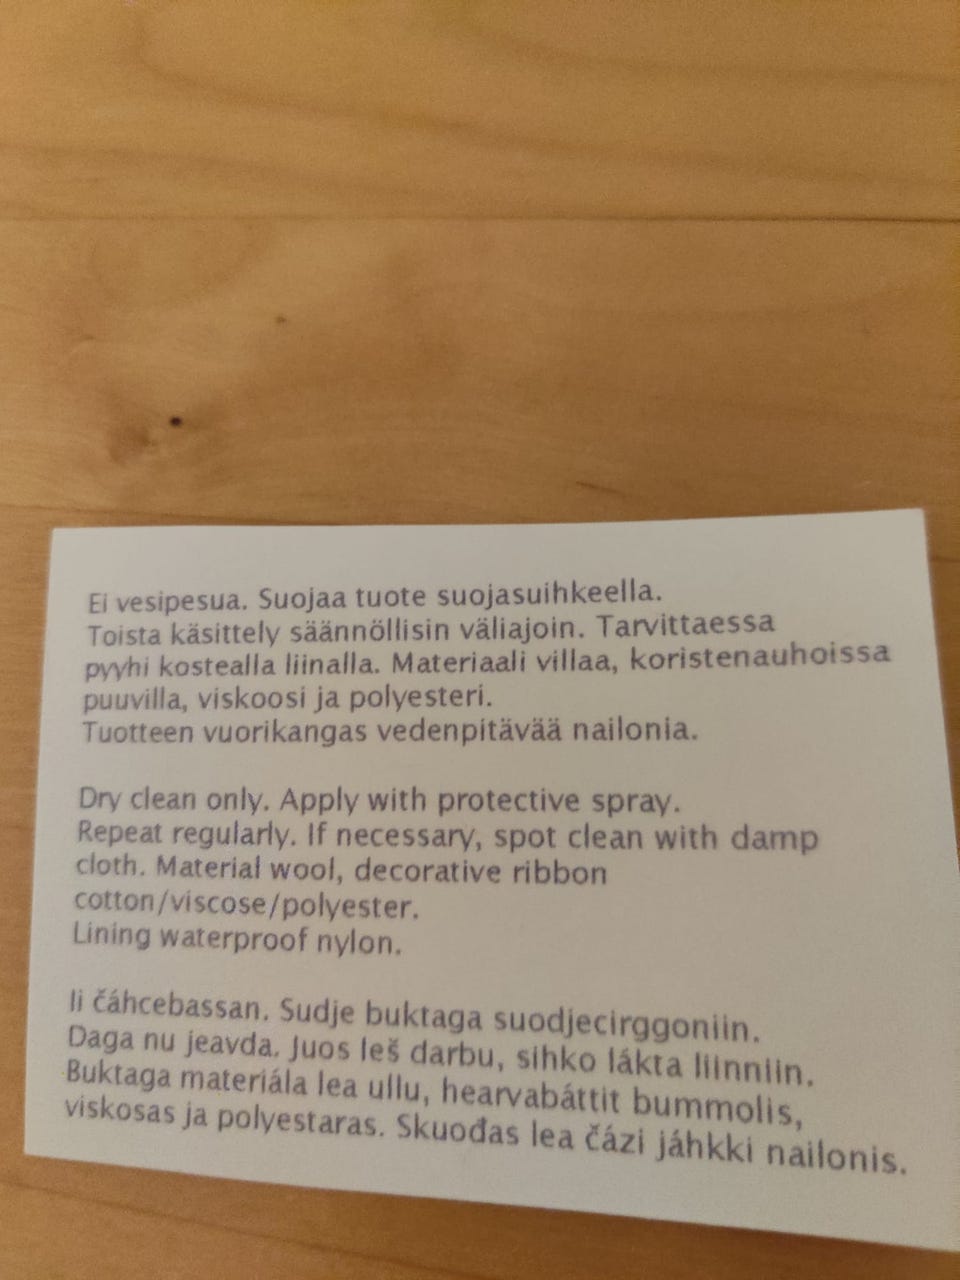 Ei vesipesua. Suojaa tuote suojasuihkeella.
Toista käsittely säännöllisin väliajoin. Tarvittaessa
pyyhi kostealla liinalla. Materiaali villaa, koristenauhoissa
puuvilla, viskoosi ja polyesteri.
Tuotteen vuorikangas vedenpitävää nailonia.
Dry clean only. Apply with protective spray.
Repeat regularly. If necessary, spot clean with damp
cloth. Material wool, decorative ribbon
cotton/viscose/polyester.
Lining waterproof nylon.
Ii čáhcebassan. Sudje buktaga suodjecirggoniin.
Daga nu jeavda. Juos leš darbu, sihko lákta liinniin.
Buktaga materiála lea ullu, hearvabáttit bummolis,
viskosas ja polyestaras. Skuođas lea čázi jáhkki nailonis.